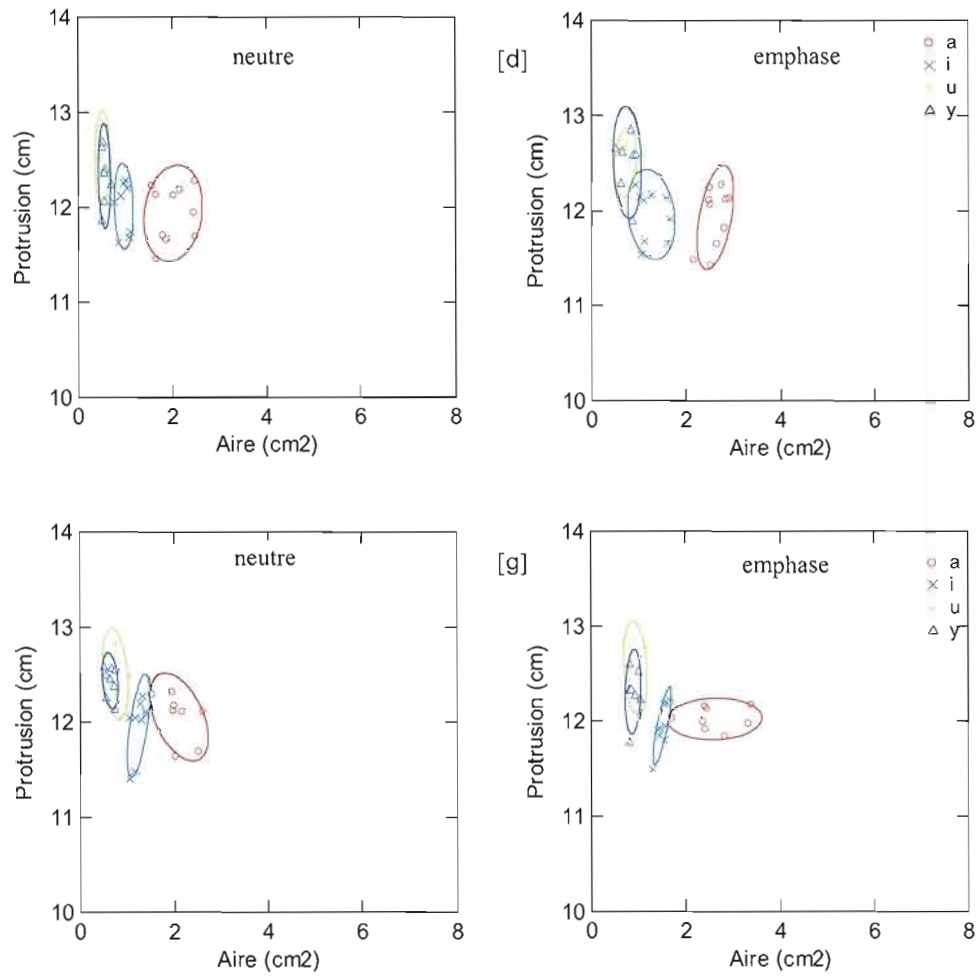 14
13
12
11
10
Protrusion (cm)
neutre
0 2 4 6 8
Aire (cm2)
[d]
14
13
12
11
10
Protrusion (cm)
emphase
a
i
u
y
0 2 4 6 8
Aire (cm2)
14
13
12
11
10
Protrusion (cm)
neutre
0 2 4 6 8
Aire (cm2)
[g]
14
13
12
11
10
Protrusion (cm)
emphase
a
i
u
y
0 2 4 6 8
Aire (cm2)